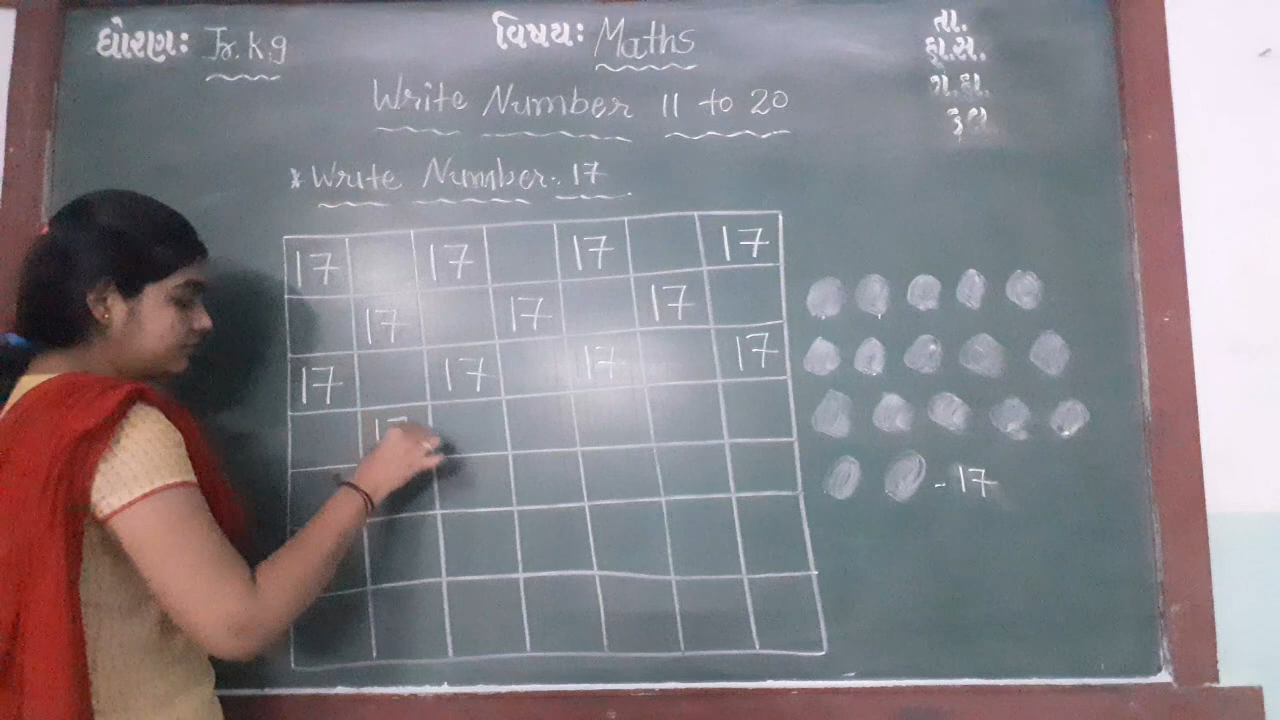 ધોરણ: Jr. K.g
વિષય: Maths
તા.
કા.સ.
ગે.હા.
કુલ
Write Number 11 to 20
* Write Number - 17
17 17 17 17
17 17 17
17 17 17 17
17
- 17